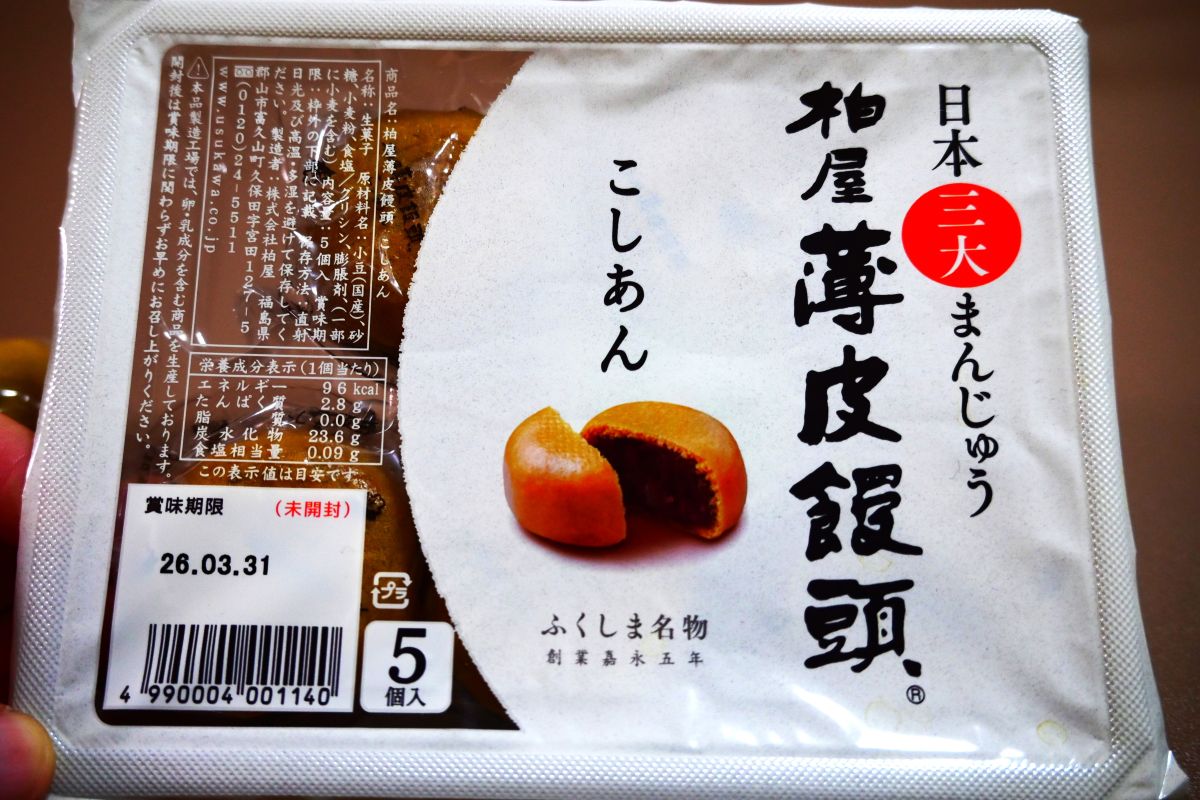 日本三大まんじゅう
柏屋薄皮饅頭®
こしあん
ふくしま名物
創業嘉永五年
商品名:柏屋薄皮饅頭 こしあん
名称:生菓子 原材料名:小豆(国産)、砂
糖、小麦粉、食塩/グリシン、膨脹剤、(一部
に小麦を含む) 内容量:5個入 賞味期
限:枠外の下部に記載 保存方法:直射
日光及び高温・多湿を避けて保存してく
ださい。 製造者:株式会社柏屋 福島県
郡山市富久山町久保田字宮田127-5
(0120)24-5511
www.usukawa.co.jp
⚠本品製造工場では、卵・乳成分を含む商品を生産しております。
開封後は賞味期限に関わらずお早めにお召し上がりください。
栄養成分表示(1個当たり)
エネルギー 96kcal
たんぱく質 2.8g
脂質 0.0g
炭水化物 23.6g
食塩相当量 0.09g
この表示値は目安です。
賞味期限 (未開封)
26.03.31
4 990004 001140
プラ
5
個入